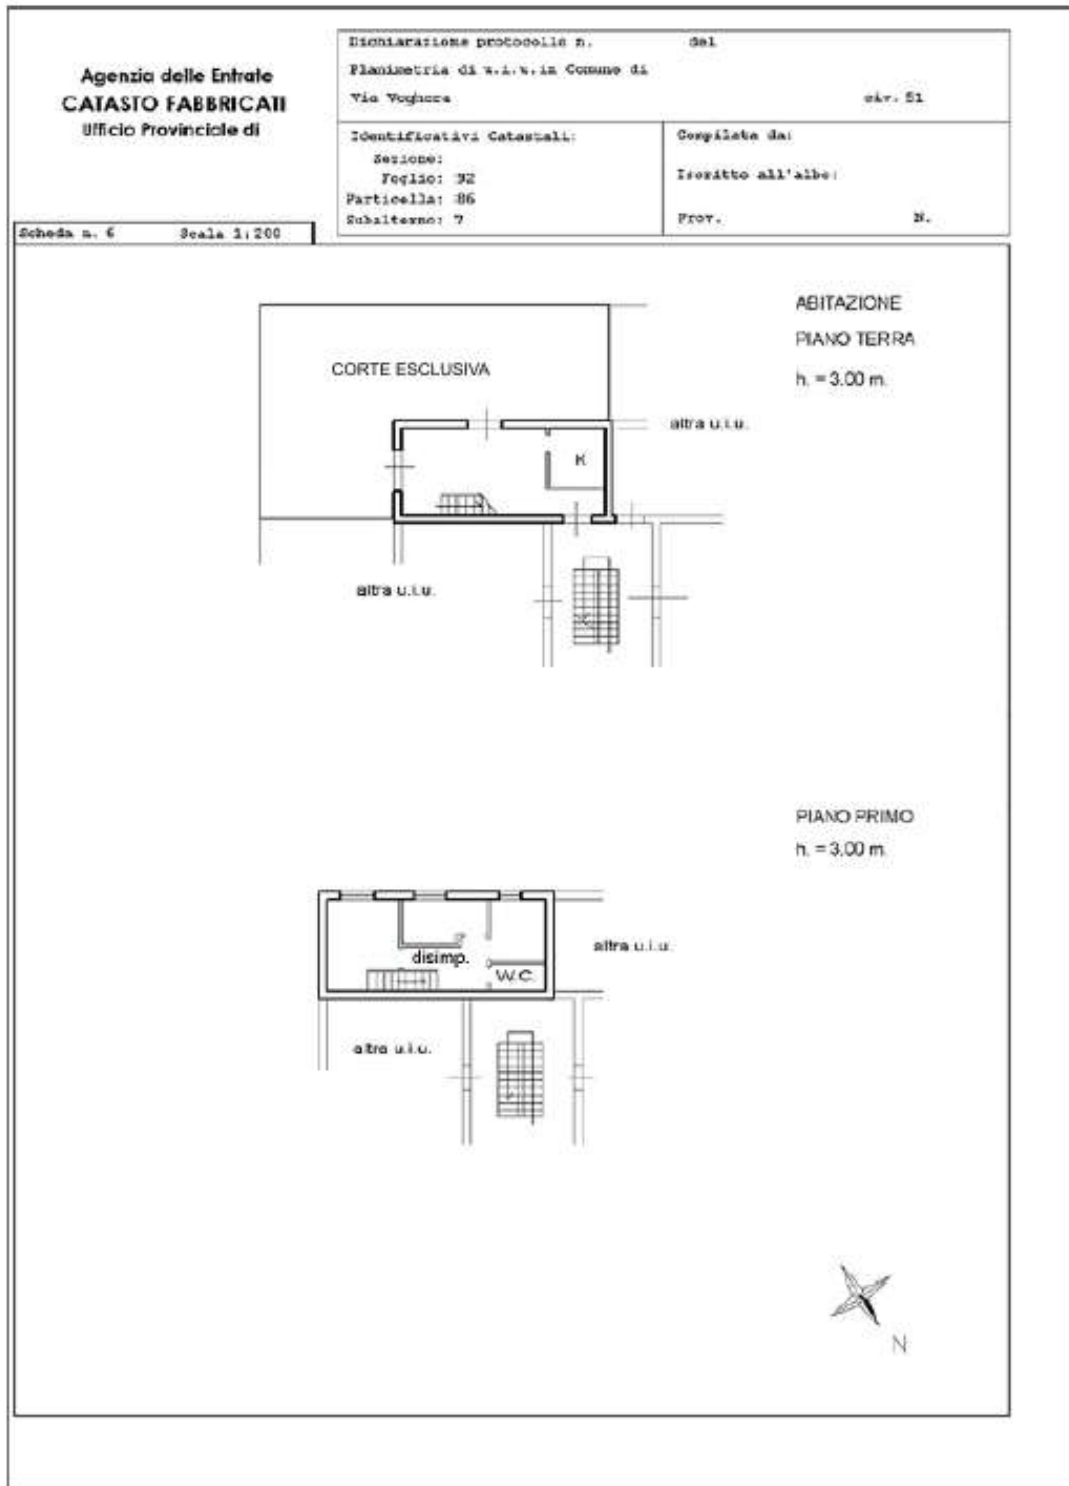 Agenzia delle Entrate
CATASTO FABBRICATI
Ufficio Provinciale di
Dichiarazione protocollo n. del
Planimetria di u.i.u. in Comune di
Via Voghera civ. 51
Identificativi Catastali:
Sezione:
Foglio: 92
Particella: 86
Subalterno: 7
Compilata da:
Iscritto all'albo:
Prov. N.
Scheda n. 6 Scala 1:200
ABITAZIONE
PIANO TERRA
h. = 3.00 m.
CORTE ESCLUSIVA
altra u.i.u.
K
altra u.i.u.
PIANO PRIMO
h. = 3,00 m.
altra u.i.u.
disimp.
W.C.
altra u.i.u.
N